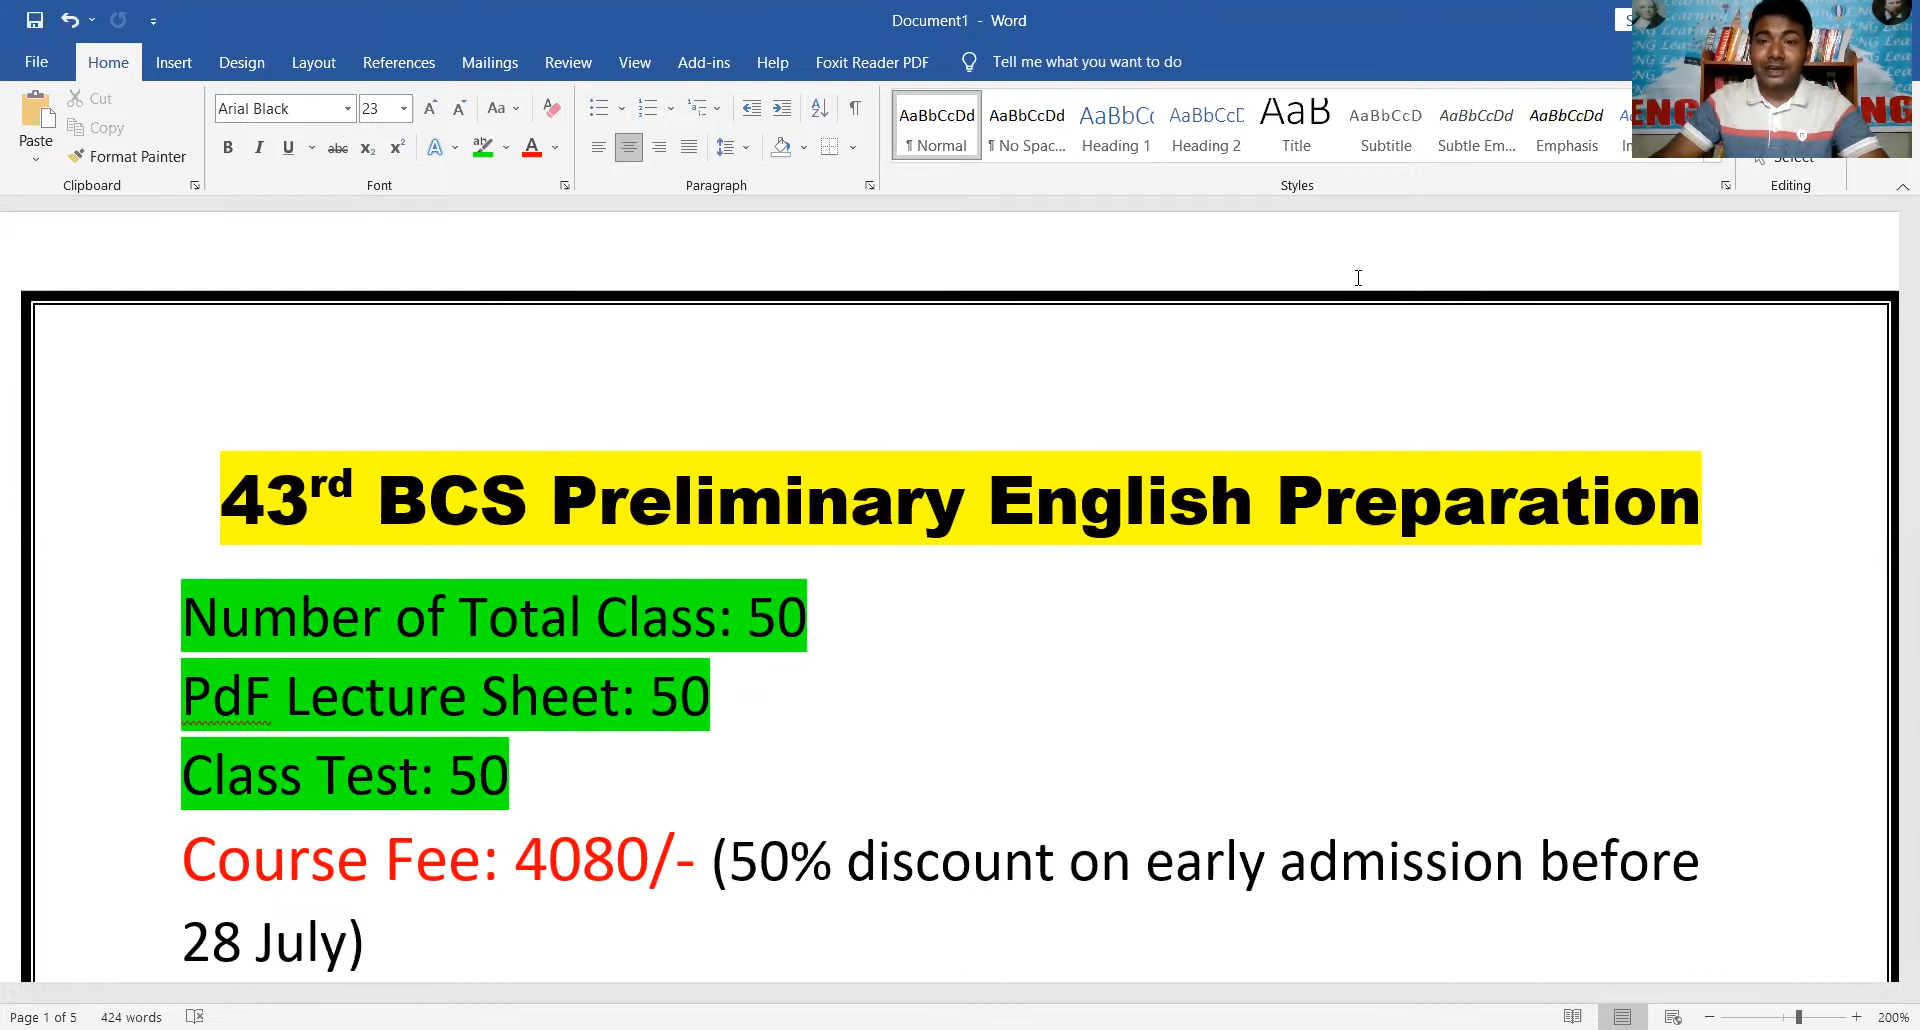 Document1 - Word
File Home Insert Design Layout References Mailings Review View Add-ins Help Foxit Reader PDF Tell me what you want to do
Paste
Cut
Copy
Format Painter
Clipboard
Arial Black 23
Font
Paragraph
AaBbCcDd AaBbCcDd AaBbCc AaBbCcD AaB AaBbCcD AaBbCcDd AaBbCcDd
¶ Normal ¶ No Spac... Heading 1 Heading 2 Title Subtitle Subtle Em... Emphasis
Styles
Select
Editing
43rd BCS Preliminary English Preparation
Number of Total Class: 50
PdF Lecture Sheet: 50
Class Test: 50
Course Fee: 4080/- (50% discount on early admission before
28 July)
Page 1 of 5 424 words 200%